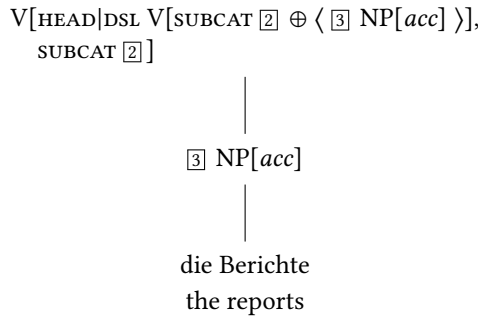 V[HEAD|DSL V[SUBCAT 2 ⊕ ⟨ 3 NP[acc] ⟩],
SUBCAT 2 ]
3 NP[acc]
die Berichte
the reports